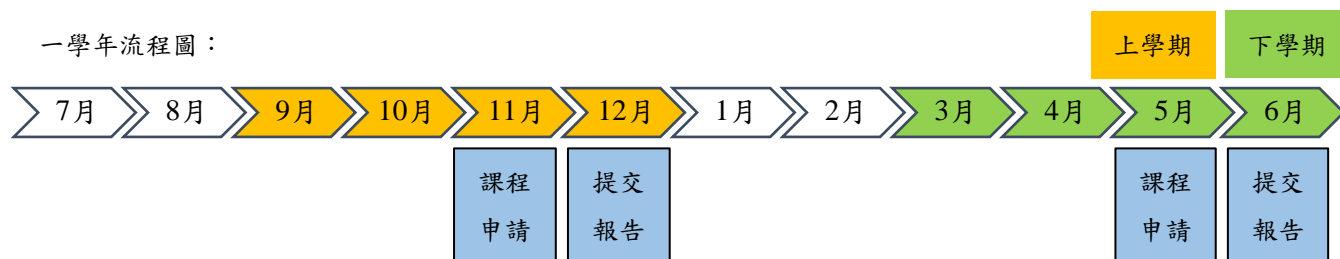 一學年流程圖：
上學期
下學期
7月
8月
9月
10月
11月
12月
1月
2月
3月
4月
5月
6月
課程
申請
提交
報告
課程
申請
提交
報告